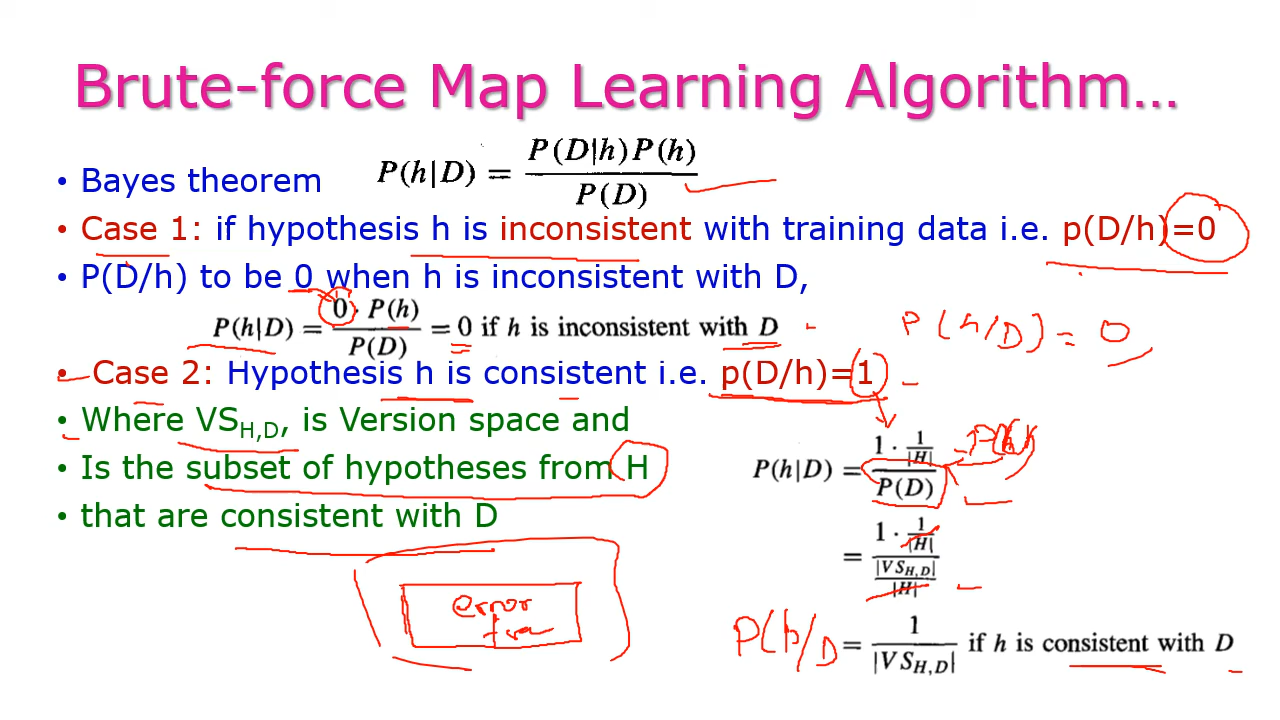 Brute-force Map Learning Algorithm…
• Bayes theorem P(h|D) = P(D|h)P(h) / P(D)
• Case 1: if hypothesis h is inconsistent with training data i.e. p(D/h)=0
• P(D/h) to be 0 when h is inconsistent with D,
P(h|D) = 0 · P(h) / P(D) = 0 if h is inconsistent with D
P(h/D) = 0
• Case 2: Hypothesis h is consistent i.e. p(D/h)=1
• Where VS_H,D, is Version space and
P(h|D) = 1 · 1/|H| / P(D)
P(h)
• Is the subset of hypotheses from H
• that are consistent with D
= 1 · 1/|H| / |VS_H,D|/|H|
error
free
P(h/D = 1 / |VS_H,D| if h is consistent with D